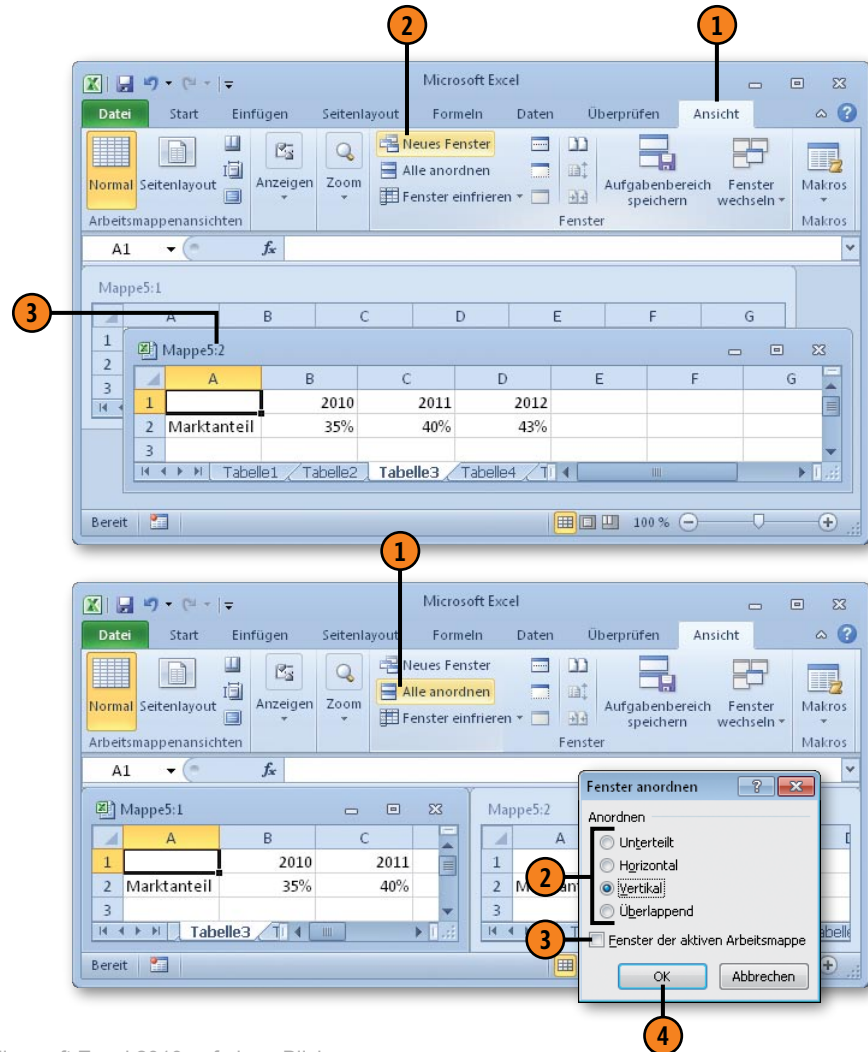 2
1
Microsoft Excel
Datei Start Einfügen Seitenlayout Formeln Daten Überprüfen Ansicht
Neues Fenster
Alle anordnen
Fenster einfrieren
Normal Seitenlayout Anzeigen Zoom Aufgabenbereich speichern Fenster wechseln Makros
Arbeitsmappenansichten Fenster Makros
A1 fx
Mappe5:1
3
A B C D E F G
1
2
3
Mappe5:2
A B C D E F G
1 2010 2011 2012
2 Marktanteil 35% 40% 43%
3
Tabelle1 Tabelle2 Tabelle3 Tabelle4
Bereit 100 %
1
Microsoft Excel
Datei Start Einfügen Seitenlayout Formeln Daten Überprüfen Ansicht
Neues Fenster
Alle anordnen
Fenster einfrieren
Normal Seitenlayout Anzeigen Zoom Aufgabenbereich speichern Fenster wechseln Makros
Arbeitsmappenansichten Fenster Makros
A1 fx
Mappe5:1
A B C
1 2010 2011
2 Marktanteil 35% 40%
3
Tabelle3
Bereit
Mappe5:2
A
1
2
3
Fenster anordnen
Anordnen
Unterteilt
Horizontal
2
Vertikal
Überlappend
3
Fenster der aktiven Arbeitsmappe
OK Abbrechen
4